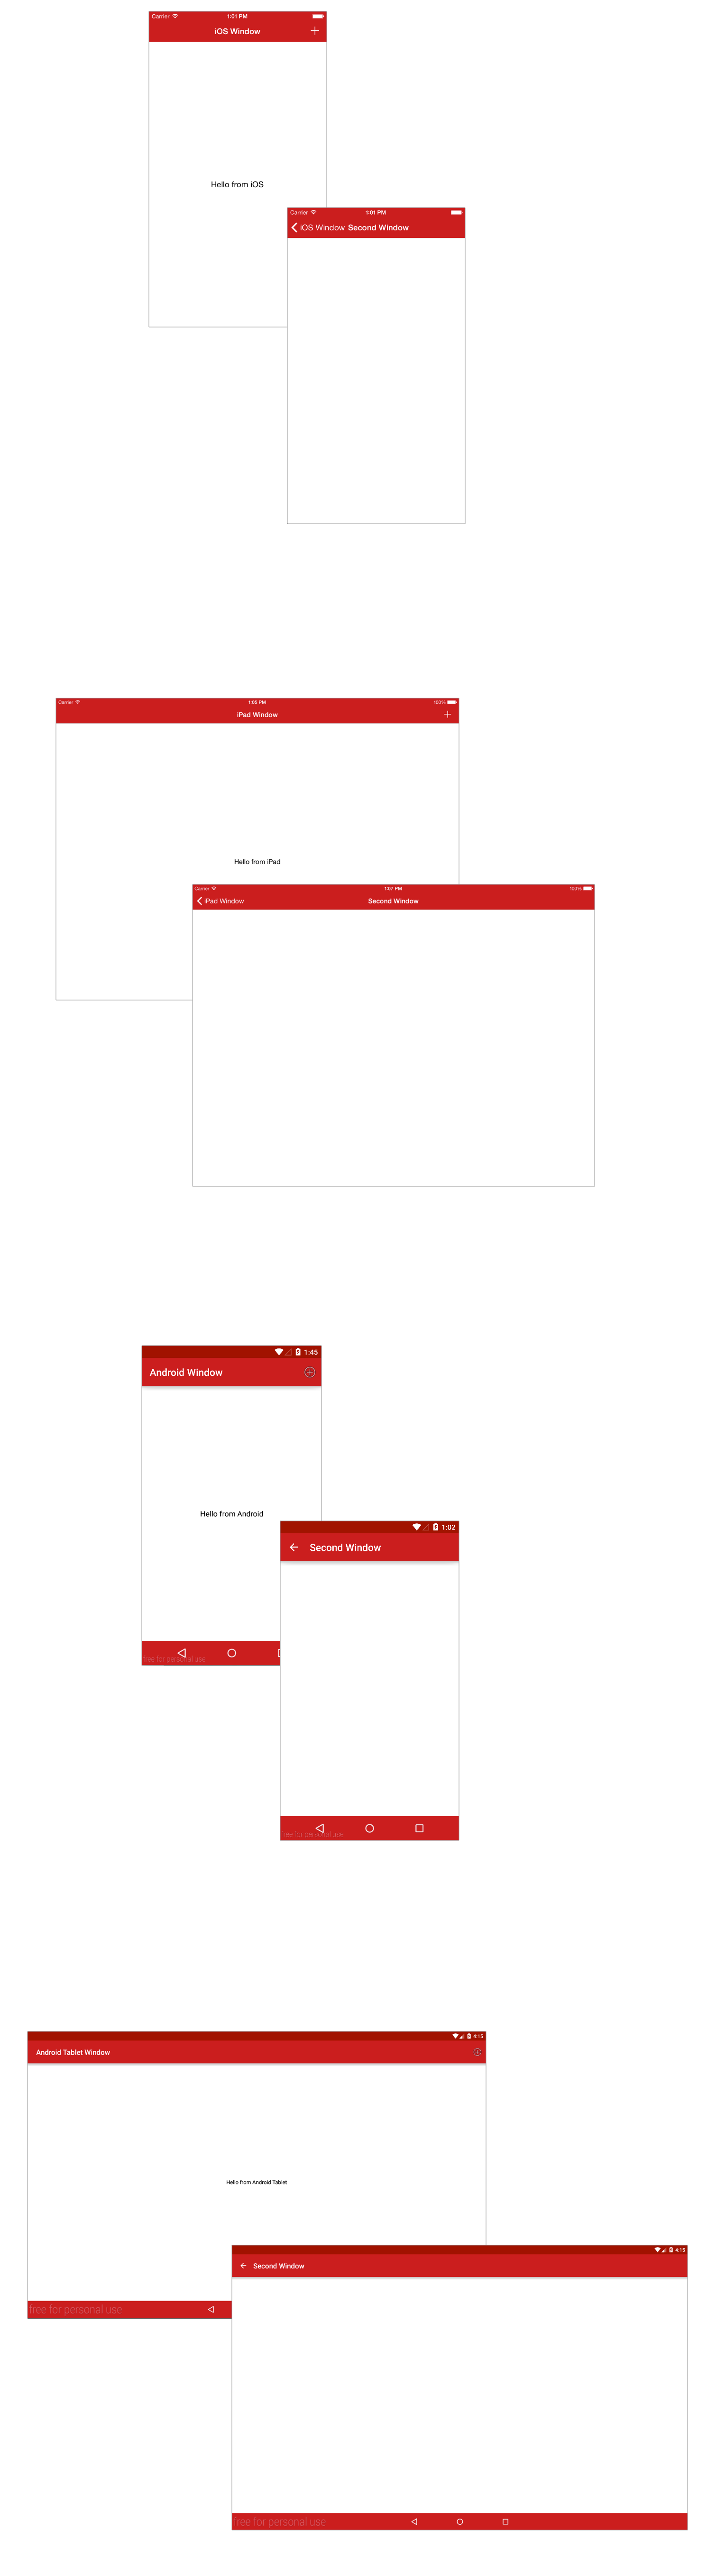 Carrier 1:01 PM
iOS Window
Hello from iOS
Carrier 1:01 PM
iOS Window Second Window
Carrier 1:05 PM 100%
iPad Window
Hello from iPad
Carrier 1:07 PM 100%
iPad Window Second Window
1:45
Android Window
Hello from Android
free for personal use
1:02
Second Window
free for personal use
4:15
Android Tablet Window
Hello from Android Tablet
free for personal use
4:15
Second Window
free for personal use